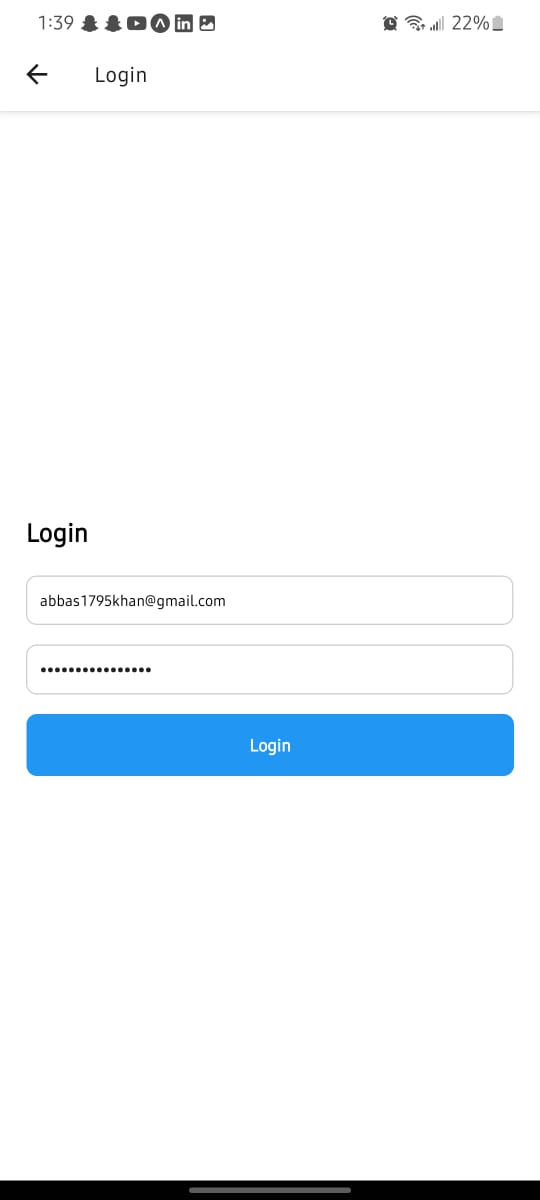 1:39 22%
Login
Login
abbas1795khan@gmail.com
••••••••••••••••
Login